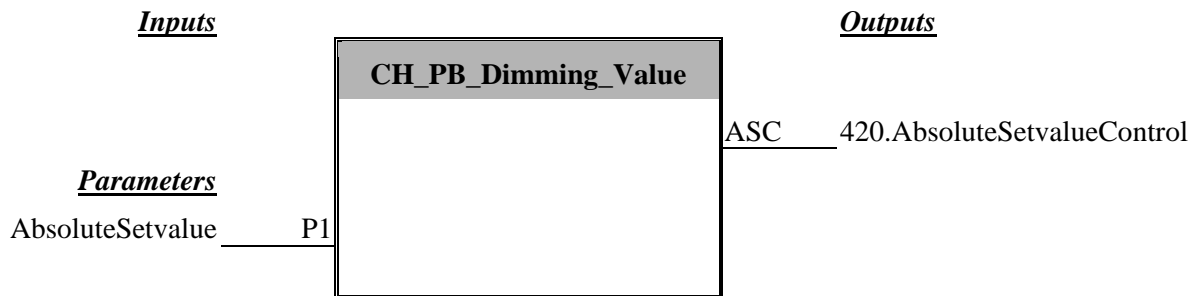 Inputs
Outputs
CH_PB_Dimming_Value
ASC 420.AbsoluteSetvalueControl
Parameters
AbsoluteSetvalue P1